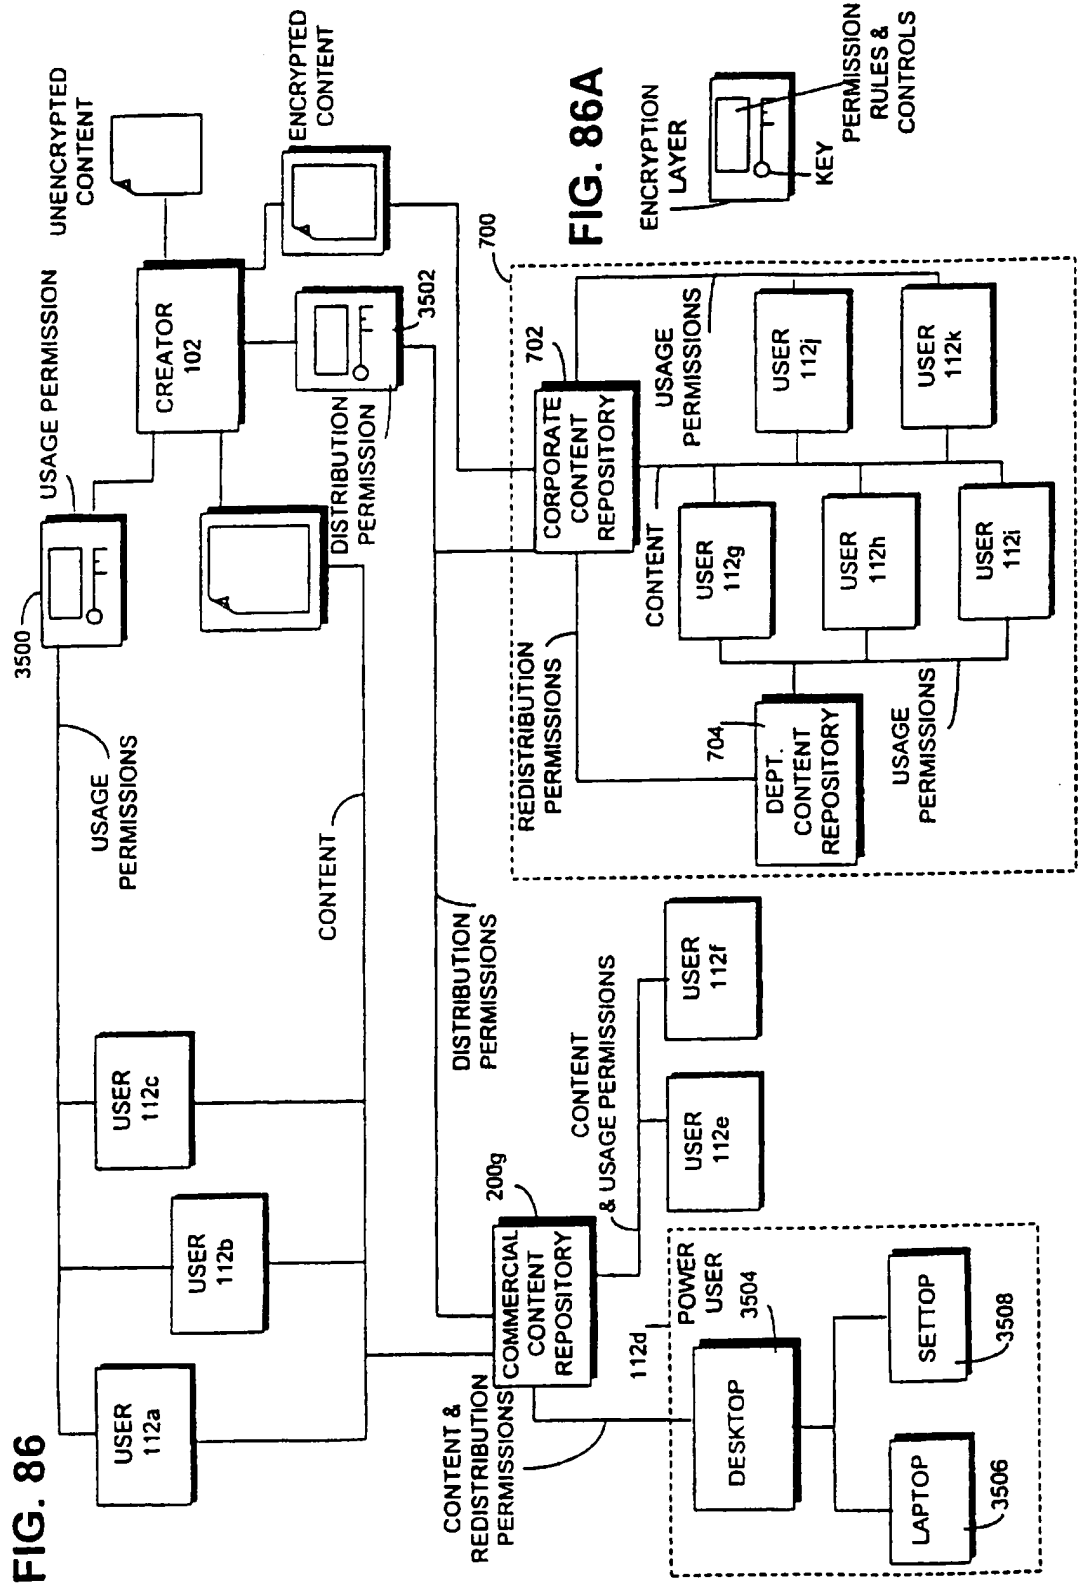 FIG. 86
USER
112a
USER
112b
USER
112c
USAGE
PERMISSIONS
3500
USAGE PERMISSION
CREATOR
102
UNENCRYPTED
CONTENT
ENCRYPTED
CONTENT
CONTENT
DISTRIBUTION
PERMISSION
3502
DISTRIBUTION
PERMISSIONS
COMMERCIAL
CONTENT
REPOSITORY
200g
CONTENT &
REDISTRIBUTION
PERMISSIONS
CONTENT
& USAGE PERMISSIONS
USER
112e
USER
112f
112d
POWER
USER
3504
DESKTOP
LAPTOP
3506
SETTOP
3508
700
CORPORATE
CONTENT
REPOSITORY
702
REDISTRIBUTION
PERMISSIONS
CONTENT
USAGE
PERMISSIONS
DEPT.
CONTENT
REPOSITORY
704
USER
112g
USER
112h
USER
112i
USER
112j
USER
112k
USAGE
PERMISSIONS
FIG. 86A
ENCRYPTION
LAYER
KEY
PERMISSION
RULES &
CONTROLS